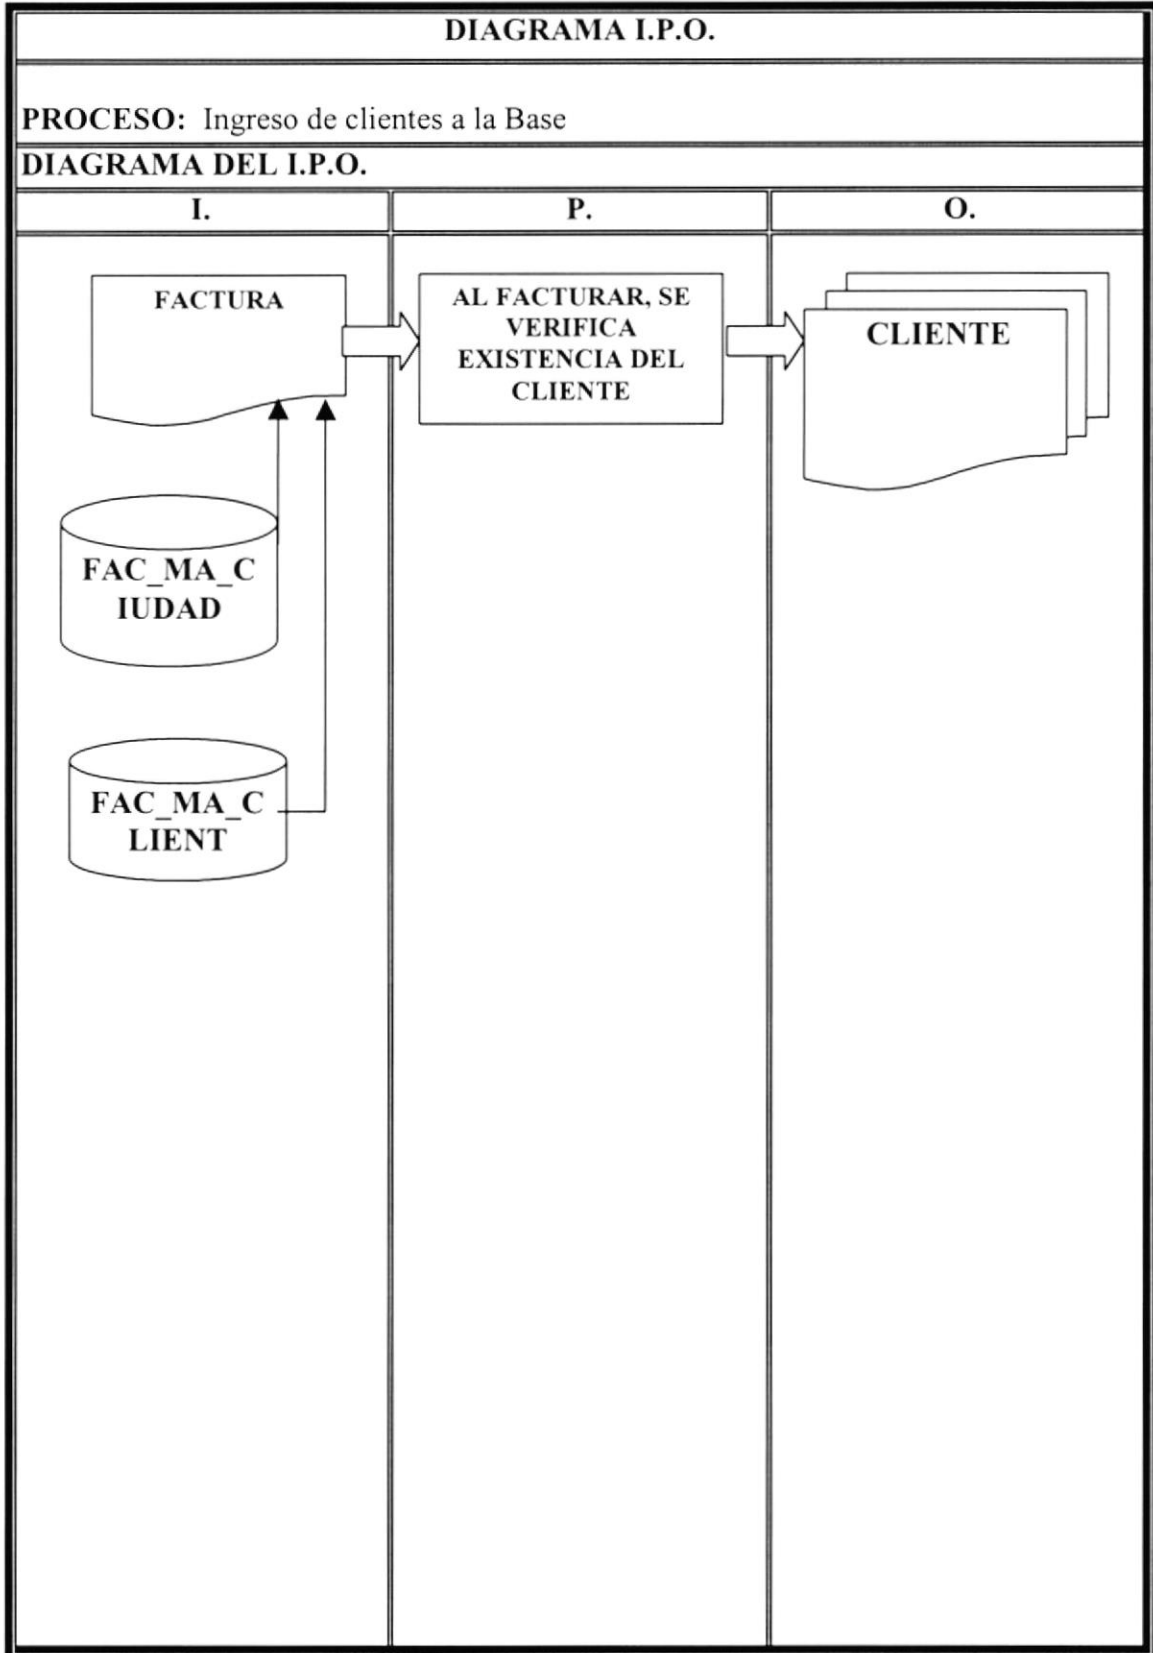 DIAGRAMA I.P.O.
PROCESO: Ingreso de clientes a la Base
DIAGRAMA DEL I.P.O.
I.
P.
O.
FACTURA
AL FACTURAR, SE
VERIFICA
EXISTENCIA DEL
CLIENTE
CLIENTE
FAC_MA_C
IUDAD
FAC_MA_C
LIENT